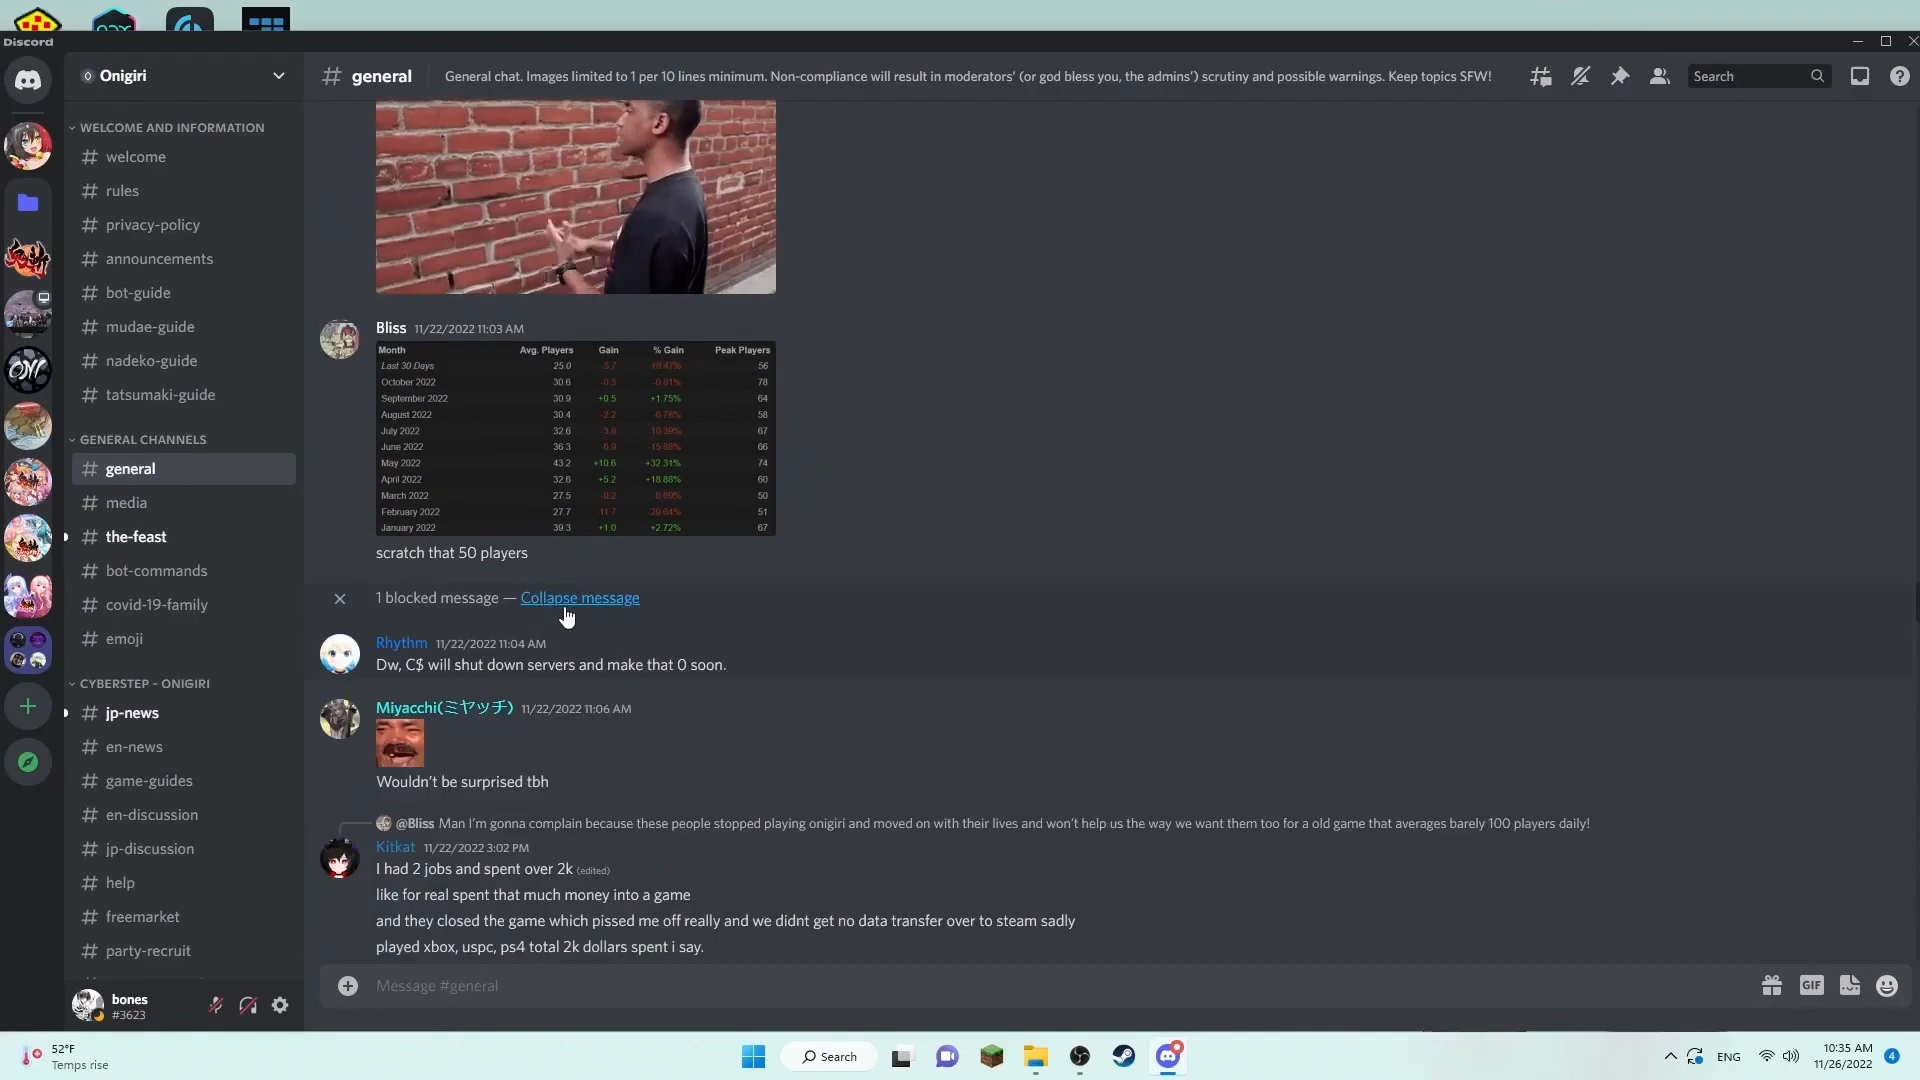 Discord
Onigiri
general
General chat. Images limited to 1 per 10 lines minimum. Non-compliance will result in moderators' (or god bless you, the admins') scrutiny and possible warnings. Keep topics SFW!
Search
WELCOME AND INFORMATION
welcome
rules
privacy-policy
announcements
bot-guide
mudae-guide
nadeko-guide
tatsumaki-guide
GENERAL CHANNELS
general
media
the-feast
bot-commands
covid-19-family
emoji
CYBERSTEP - ONIGIRI
jp-news
en-news
game-guides
en-discussion
jp-discussion
help
freemarket
party-recruit
bones
#3623
Bliss 11/22/2022 11:03 AM
Month Avg. Players Gain % Gain Peak Players
Last 30 Days 25.0 56
October 2022 30.6 -0.3 -0.81% 78
September 2022 30.9 +0.5 +1.75% 64
August 2022 30.4 -2.2 -6.78% 58
July 2022 32.6 -3.8 -10.39% 67
June 2022 36.3 -6.9 -15.88% 66
May 2022 43.2 +10.6 +32.31% 74
April 2022 32.6 +5.2 +18.88% 60
March 2022 27.5 -0.2 -0.69% 50
February 2022 27.7 -11.7 -29.64% 51
January 2022 39.3 +1.0 +2.72% 67
scratch that 50 players
1 blocked message — Collapse message
Rhythm 11/22/2022 11:04 AM
Dw, C$ will shut down servers and make that 0 soon.
Miyacchi(ミヤッチ) 11/22/2022 11:06 AM
Wouldn't be surprised tbh
@Bliss Man I'm gonna complain because these people stopped playing onigiri and moved on with their lives and won't help us the way we want them too for a old game that averages barely 100 players daily!
Kitkat 11/22/2022 3:02 PM
I had 2 jobs and spent over 2k (edited)
like for real spent that much money into a game
and they closed the game which pissed me off really and we didnt get no data transfer over to steam sadly
played xbox, uspc, ps4 total 2k dollars spent i say.
Message #general
GIF
52°F
Temps rise
Search
ENG
10:35 AM
11/26/2022
4